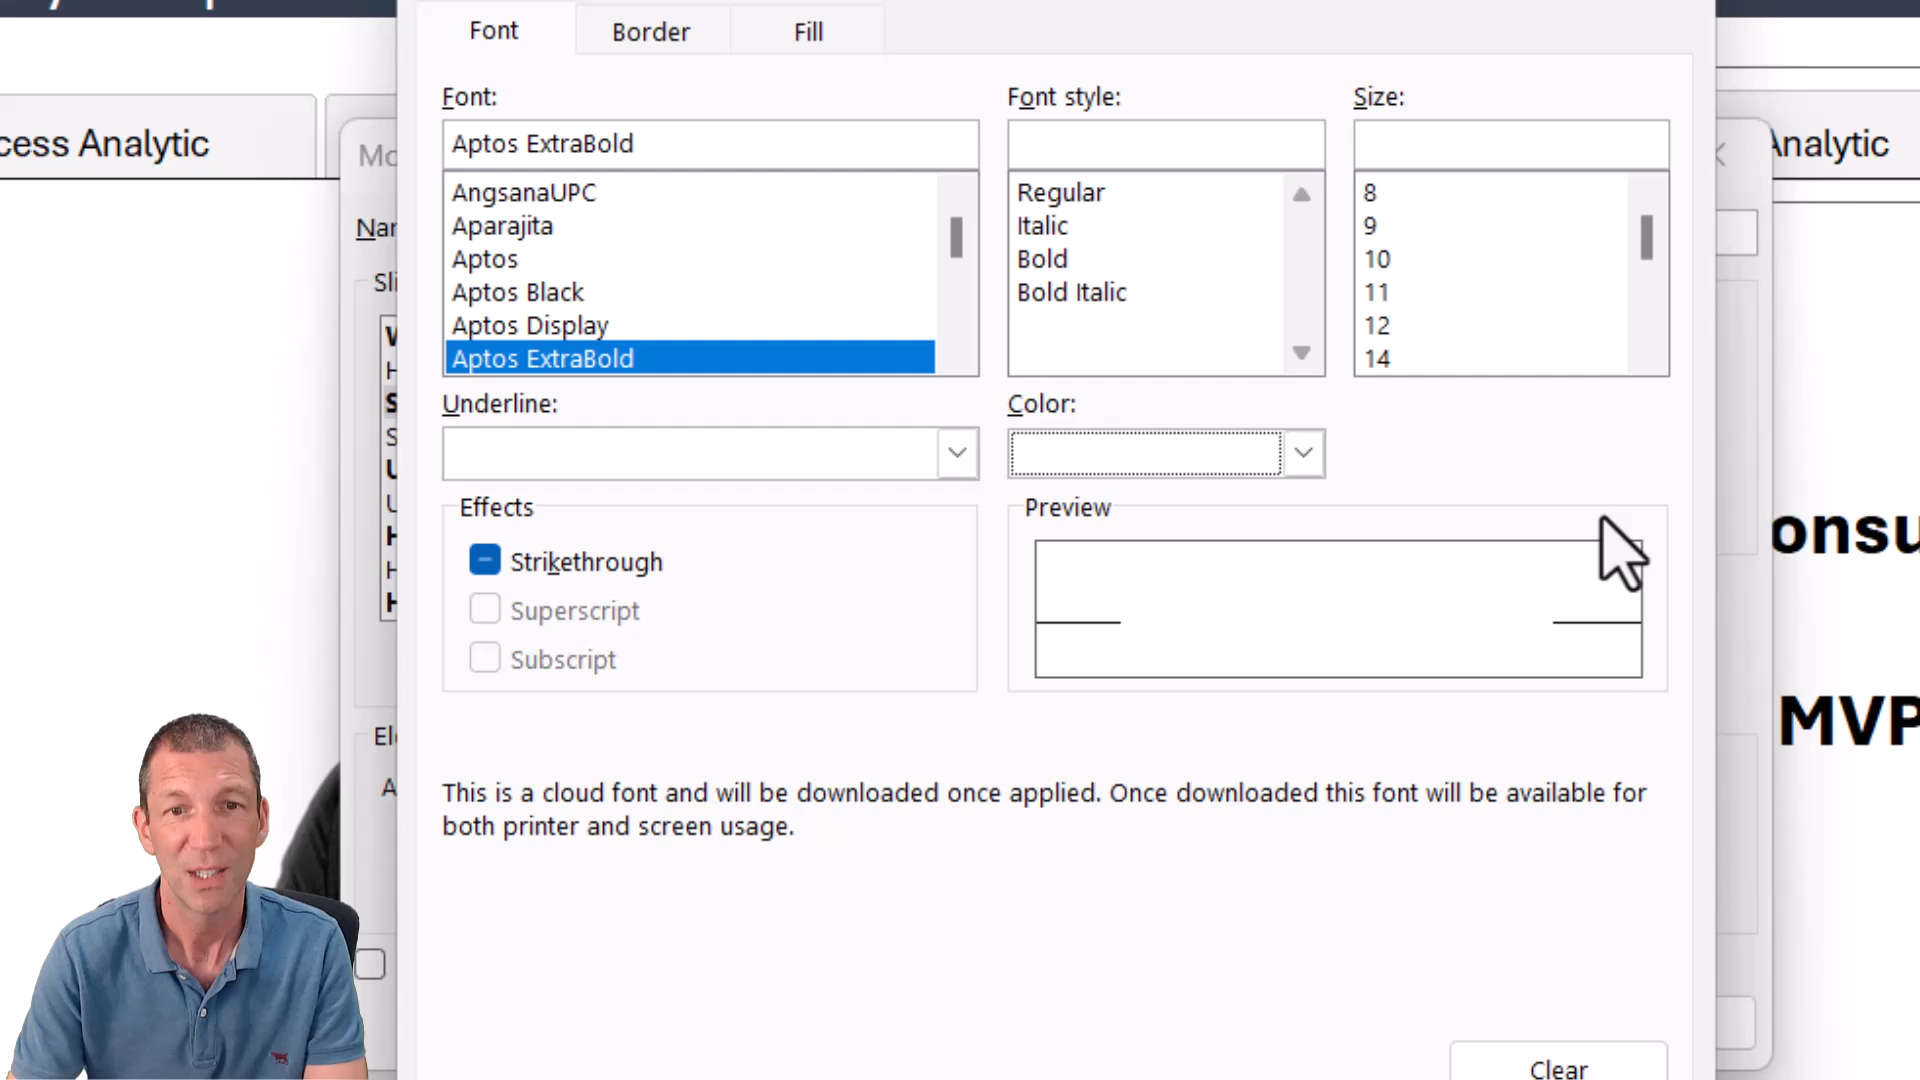 Font
Border
Fill
Font:
Font style:
Size:
cess Analytic
Analytic
Aptos ExtraBold
AngsanaUPC
Aparajita
Aptos
Aptos Black
Aptos Display
Aptos ExtraBold
Regular
Italic
Bold
Bold Italic
8
9
10
11
12
14
Underline:
Color:
Effects
Strikethrough
Superscript
Subscript
Preview
onsu
MVP
This is a cloud font and will be downloaded once applied. Once downloaded this font will be available for
both printer and screen usage.
Clear